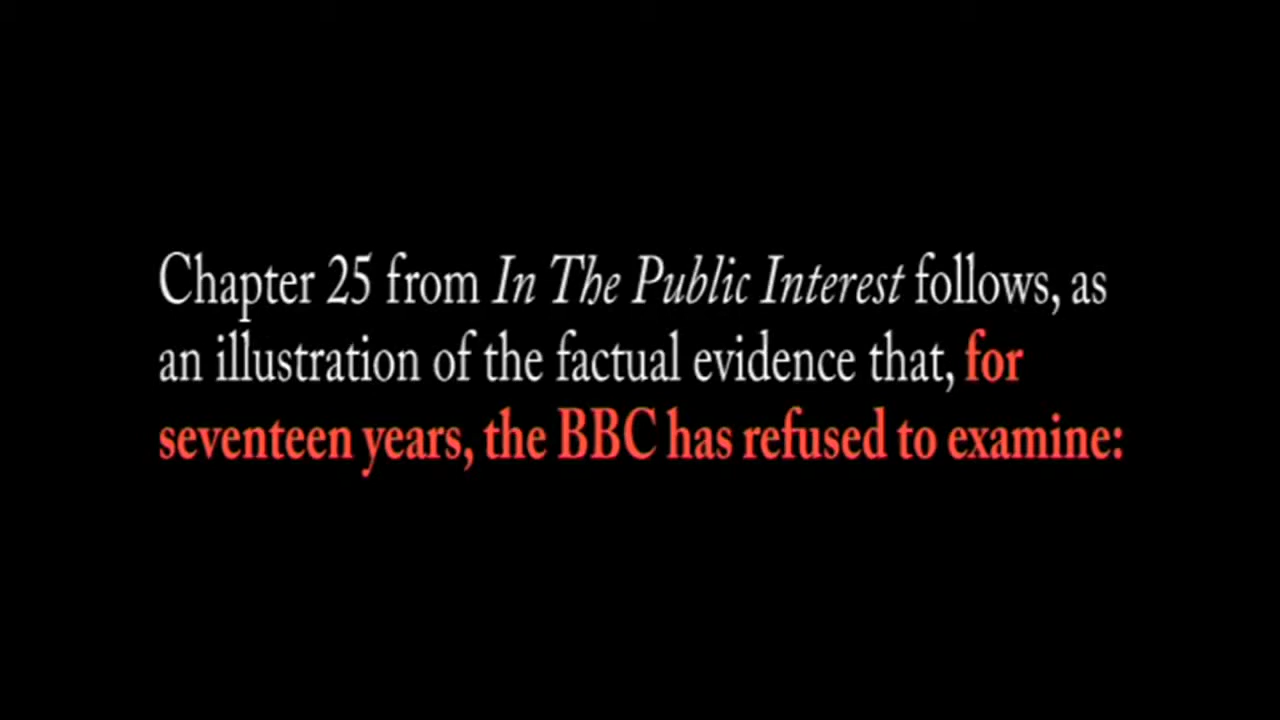 Chapter 25 from In The Public Interest follows, as
an illustration of the factual evidence that, for
seventeen years, the BBC has refused to examine: